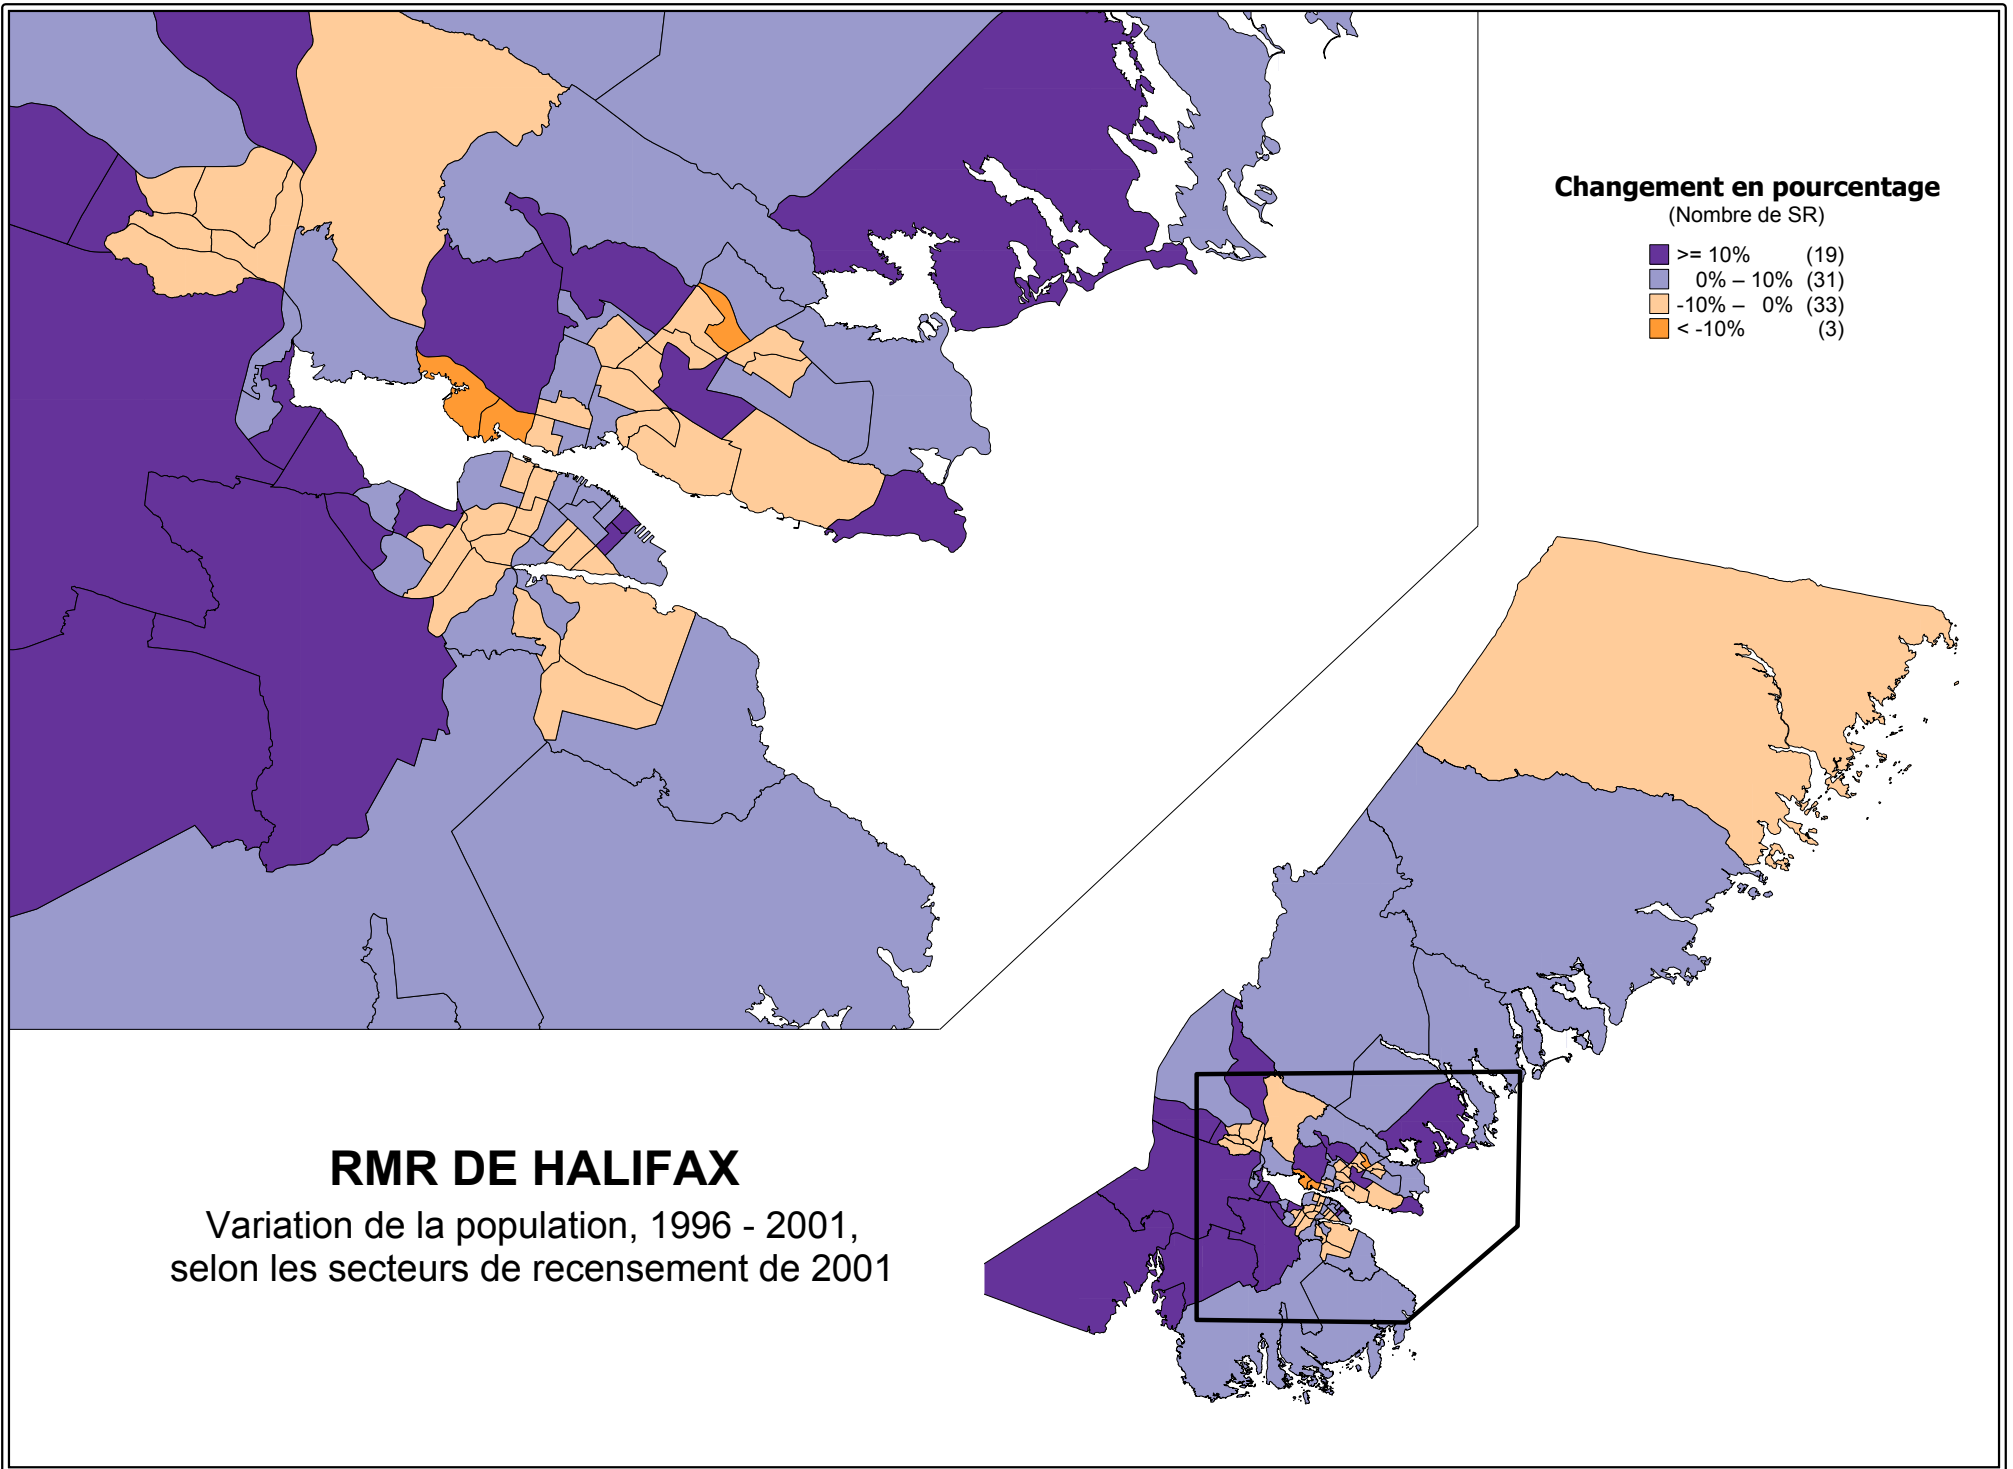 Changement en pourcentage
(Nombre de SR)
>= 10% (19)
0% – 10% (31)
-10% – 0% (33)
< -10% (3)
RMR DE HALIFAX
Variation de la population, 1996 - 2001,
selon les secteurs de recensement de 2001